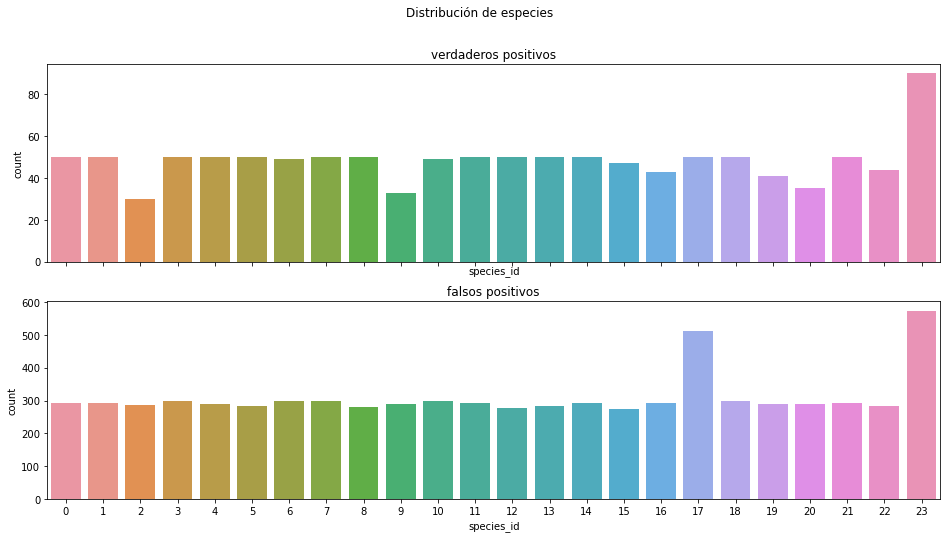 Distribución de especies
verdaderos positivos
count
80
60
40
20
0
species_id
falsos positivos
count
600
500
400
300
200
100
0
0 1 2 3 4 5 6 7 8 9 10 11 12 13 14 15 16 17 18 19 20 21 22 23
species_id